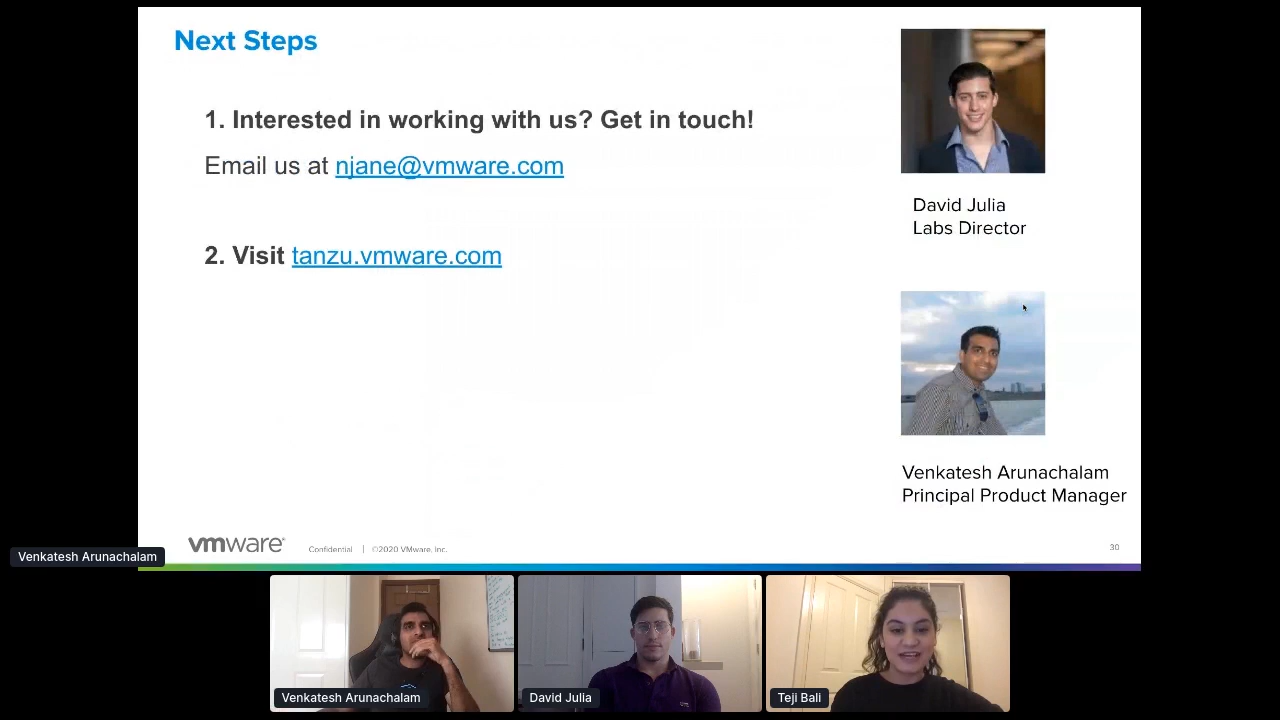 Next Steps
1. Interested in working with us? Get in touch!
Email us at njane@vmware.com
2. Visit tanzu.vmware.com
David Julia
Labs Director
Venkatesh Arunachalam
Principal Product Manager
vmware®
Confidential | ©2020 VMware, Inc.
30
Venkatesh Arunachalam
Venkatesh Arunachalam
David Julia
Teji Bali